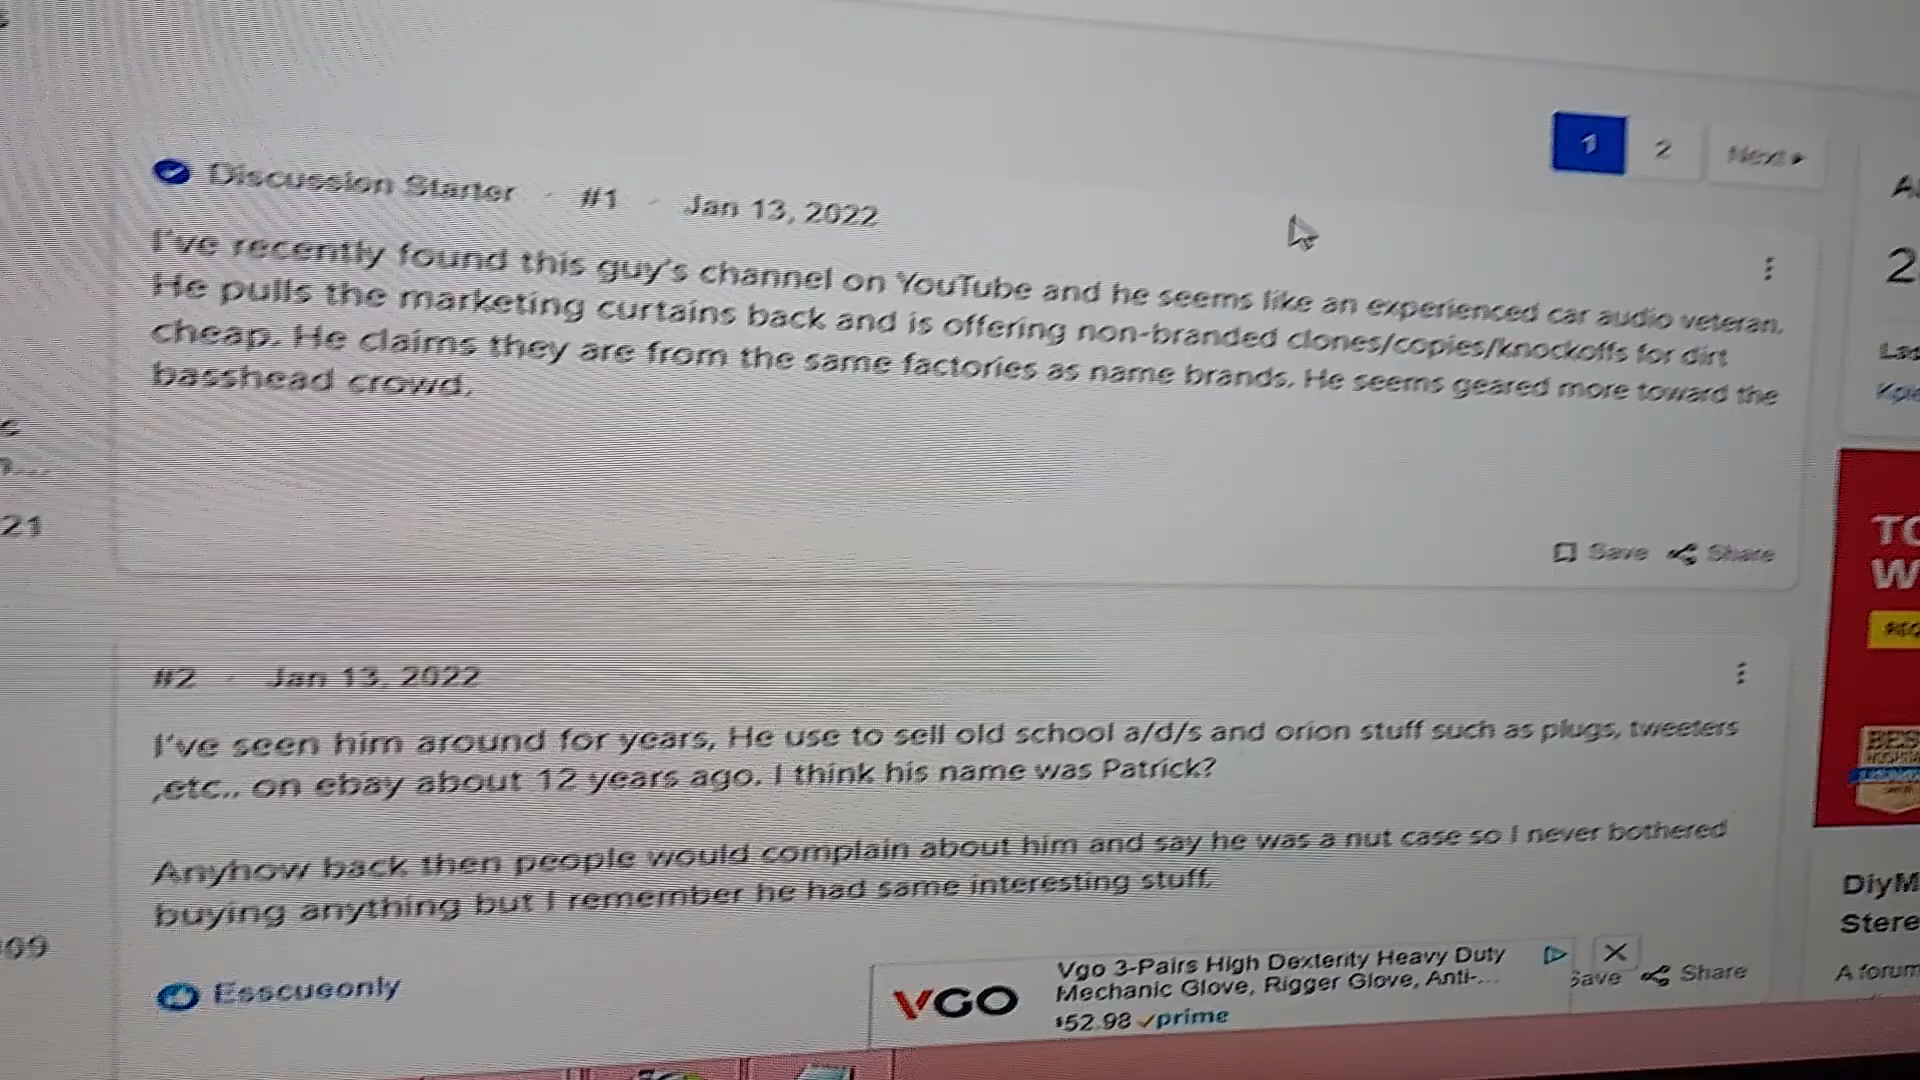 1 2 Next
Discussion Starter - #1 - Jan 13, 2022
I've recently found this guy's channel on YouTube and he seems like an experienced car audio veteran.
He pulls the marketing curtains back and is offering non-branded clones/copies/knockoffs for dirt
cheap. He claims they are from the same factories as name brands. He seems geared more toward the
basshead crowd.
Save Share
#2 - Jan 13, 2022
I've seen him around for years, He use to sell old school a/d/s and orion stuff such as plugs, tweeters
,etc.. on ebay about 12 years ago. I think his name was Patrick?
Anyhow back then people would complain about him and say he was a nut case so I never bothered
buying anything but I remember he had same interesting stuff.
Esscueonly
VGO
Vgo 3-Pairs High Dexterity Heavy Duty
Mechanic Glove, Rigger Glove, Anti-...
$52.98 prime
Save Share
21
09
2
TO
W
BES
DiyM
Stere
A forum